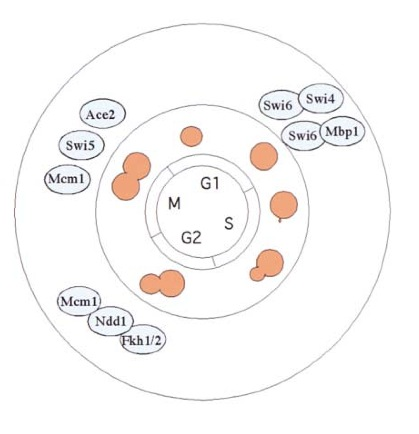 Ace2
Swi5
Mcm1
Swi6 Swi4
Swi6 Mbp1
G1
M
S
G2
Mcm1
Ndd1
Fkh1/2